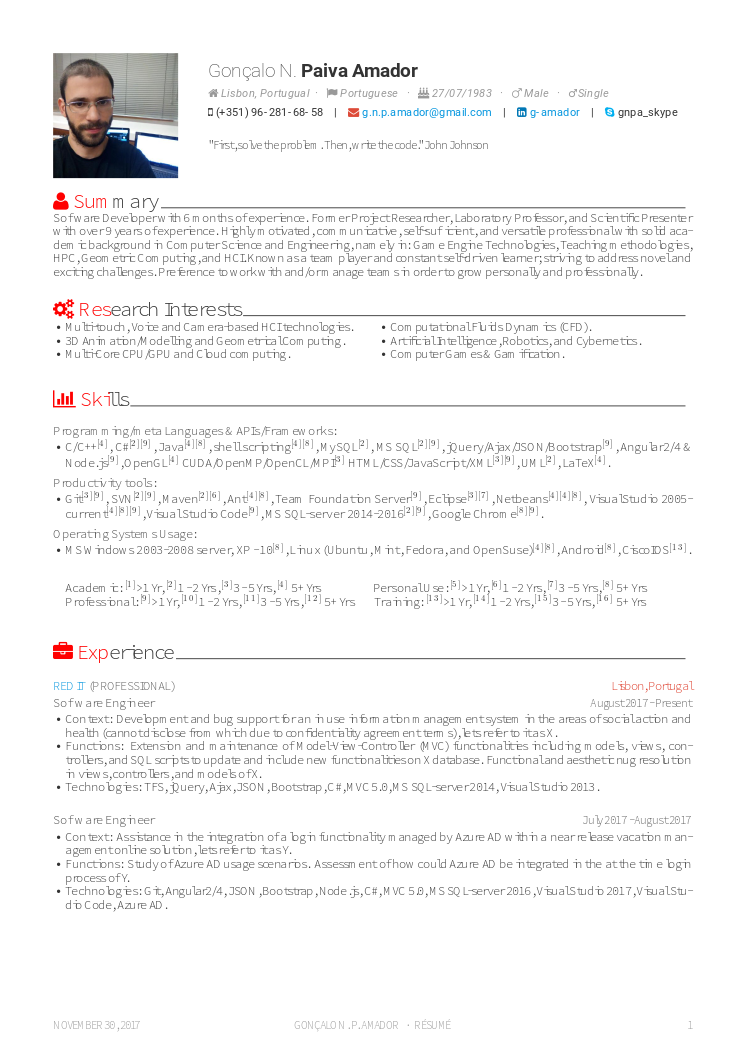 Gonçalo N. Paiva Amador
Lisbon, Portugual · Portuguese · 27/07/1983 · Male · Single
(+351) 96-281-68-58 | g.n.p.amador@gmail.com | g-amador | gnpa_skype
"First, solve the problem. Then, write the code." John Johnson
Summary
Software Developer with 6 months of experience. Former Project Researcher, Laboratory Professor, and Scientific Presenter
with over 9 years of experience. Highly motivated, communicative, self-sufficient, and versatile professional with solid aca-
demic background in Computer Science and Engineering, namely in: Game Engine Technologies, Teaching methodologies,
HPC, Geometric Computing, and HCI. Known as a team player and constant self-driven learner; striving to address novel and
exciting challenges. Preference to work with and/or manage teams in order to grow personally and professionally.
Research Interests
• Multi-touch, Voice and Camera-based HCI technologies. • Computational Fluids Dynamics (CFD).
• 3D Animation/Modelling and Geometrical Computing. • Artificial Intelligence, Robotics, and Cybernetics.
• Multi-Core CPU/GPU and Cloud computing. • Computer Games & Gamification.
Skills
Programming/meta Languages & APIs/Frameworks:
• C/C++[4], C#[2][9], Java[4][8], shell scripting[4][8], MySQL[2], MS SQL[2][9], jQuery/Ajax/JSON/Bootstrap[9], Angular2/4 &
Node.js[9], OpenGL[4] CUDA/OpenMP/OpenCL/MPI[3] HTML/CSS/JavaScript/XML[3][9], UML[2], LaTeX[4].
Productivity tools:
• Git[3][9], SVN[2][9], Maven[2][6], Ant[4][8], Team Foundation Server[9], Eclipse[3][7], Netbeans[4][4][8], Visual Studio 2005-
current[4][8][9], Visual Studio Code[9], MS SQL-server 2014-2016[2][9], Google Chrome[8][9].
Operating Systems Usage:
• MS Windows 2003-2008 server, XP-10[8], Linux (Ubuntu, Mint, Fedora, and OpenSuse)[4][8], Android[8], Cisco IOS[13].
Academic: [1]>1 Yr, [2]1-2 Yrs, [3]3-5 Yrs, [4] 5+ Yrs Personal Use: [5]>1 Yr, [6]1-2 Yrs, [7]3-5 Yrs, [8] 5+ Yrs
Professional: [9]>1 Yr, [10]1-2 Yrs, [11]3-5 Yrs, [12] 5+ Yrs Training: [13]>1 Yr, [14]1-2 Yrs, [15]3-5 Yrs, [16] 5+ Yrs
Experience
RED IT (PROFESSIONAL) Lisbon, Portugal
Software Engineer August 2017 - Present
• Context: Development and bug support for an in use information management system in the areas of social action and
health (cannot disclose from which due to confidentiality agreement terms), lets refer to it as X.
• Functions: Extension and maintenance of Model-View-Controller (MVC) functionalities including models, views, con-
trollers, and SQL scripts to update and include new functionalities on X database. Functional and aesthetic nug resolution
in views, controllers, and models of X.
• Technologies: TFS, jQuery, Ajax, JSON, Bootstrap, C#, MVC 5.0, MS SQL-server 2014, Visual Studio 2013.
Software Engineer July 2017 - August 2017
• Context: Assistance in the integration of a login functionality managed by Azure AD within a near release vacation man-
agement online solution, lets refer to it as Y.
• Functions: Study of Azure AD usage scenarios. Assessment of how could Azure AD be integrated in the at the time login
process of Y.
• Technologies: Git, Angular2/4, JSON, Bootstrap, Node.js, C#, MVC 5.0, MS SQL-server 2016, Visual Studio 2017, Visual Stu-
dio Code, Azure AD.
NOVEMBER 30, 2017 GONÇALO N. P. AMADOR · RÉSUMÉ 1